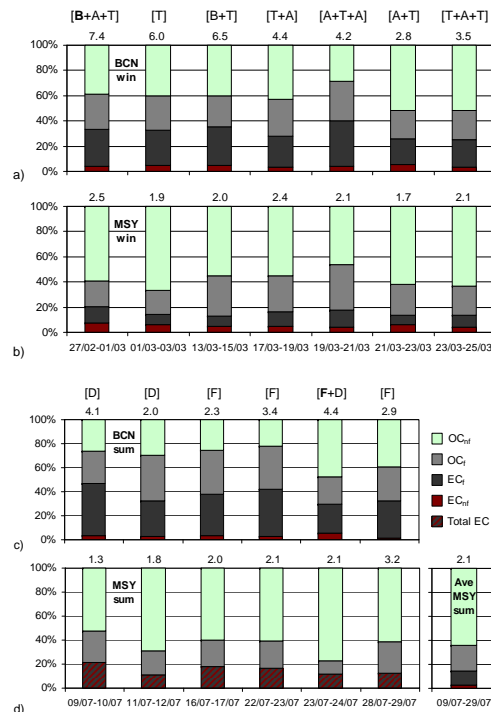 [B+A+T] [T] [B+T] [T+A] [A+T+A] [A+T] [T+A+T]
7.4 6.0 6.5 4.4 4.2 2.8 3.5
100%
80%
60%
40%
20%
0%
BCN
win
a)
2.5 1.9 2.0 2.4 2.1 1.7 2.1
100%
80%
60%
40%
20%
0%
MSY
win
27/02-01/03 01/03-03/03 13/03-15/03 17/03-19/03 19/03-21/03 21/03-23/03 23/03-25/03
b)
[D] [D] [F] [F] [F+D] [F]
4.1 2.0 2.3 3.4 4.4 2.9
100%
80%
60%
40%
20%
0%
BCN
sum
c)
OCnf
OCf
ECf
ECnf
Total EC
1.3 1.8 2.0 2.1 2.1 3.2 2.1
100%
80%
60%
40%
20%
0%
MSY
sum
Ave
MSY
sum
09/07-10/07 11/07-12/07 16/07-17/07 22/07-23/07 23/07-24/07 28/07-29/07 09/07-29/07
d)